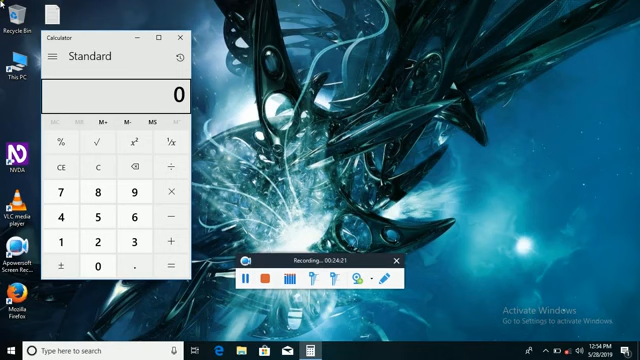 Recycle Bin
This PC
NVDA
VLC media
player
Apowersoft
Screen Rec...
Mozilla
Firefox
Calculator
Standard
0
MC MR M+ M- MS M
% √ x² ¹/x
CE C ÷
7 8 9 ×
4 5 6 −
1 2 3 +
± 0 . =
Recording... 00:24:21
Activate Windows
Go to Settings to activate Windows.
Type here to search
12:54 PM
5/28/2019